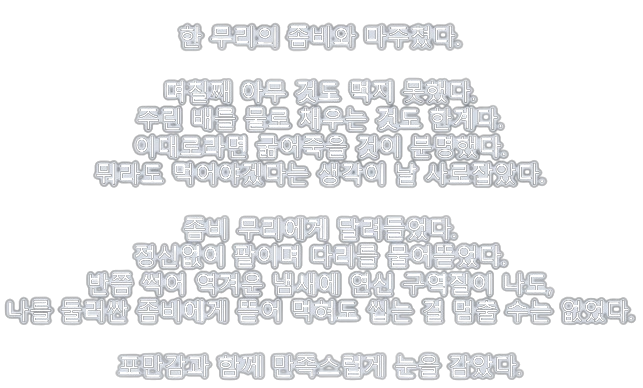 한 무리의 좀비와 마주쳤다.
며칠째 아무 것도 먹지 못했다.
주린 배를 물로 채우는 것도 한계다.
이대로라면 굶어죽을 것이 분명했다.
뭐라도 먹어야겠다는 생각이 날 사로잡았다.
좀비 무리에게 달려들었다.
정신없이 팔이며 다리를 물어뜯었다.
반쯤 썩어 역겨운 냄새에 연신 구역질이 나도,
나를 둘러싼 좀비에게 뜯어 먹혀도 씹는 걸 멈출 수는 없었다.
포만감과 함께 만족스럽게 눈을 감았다.